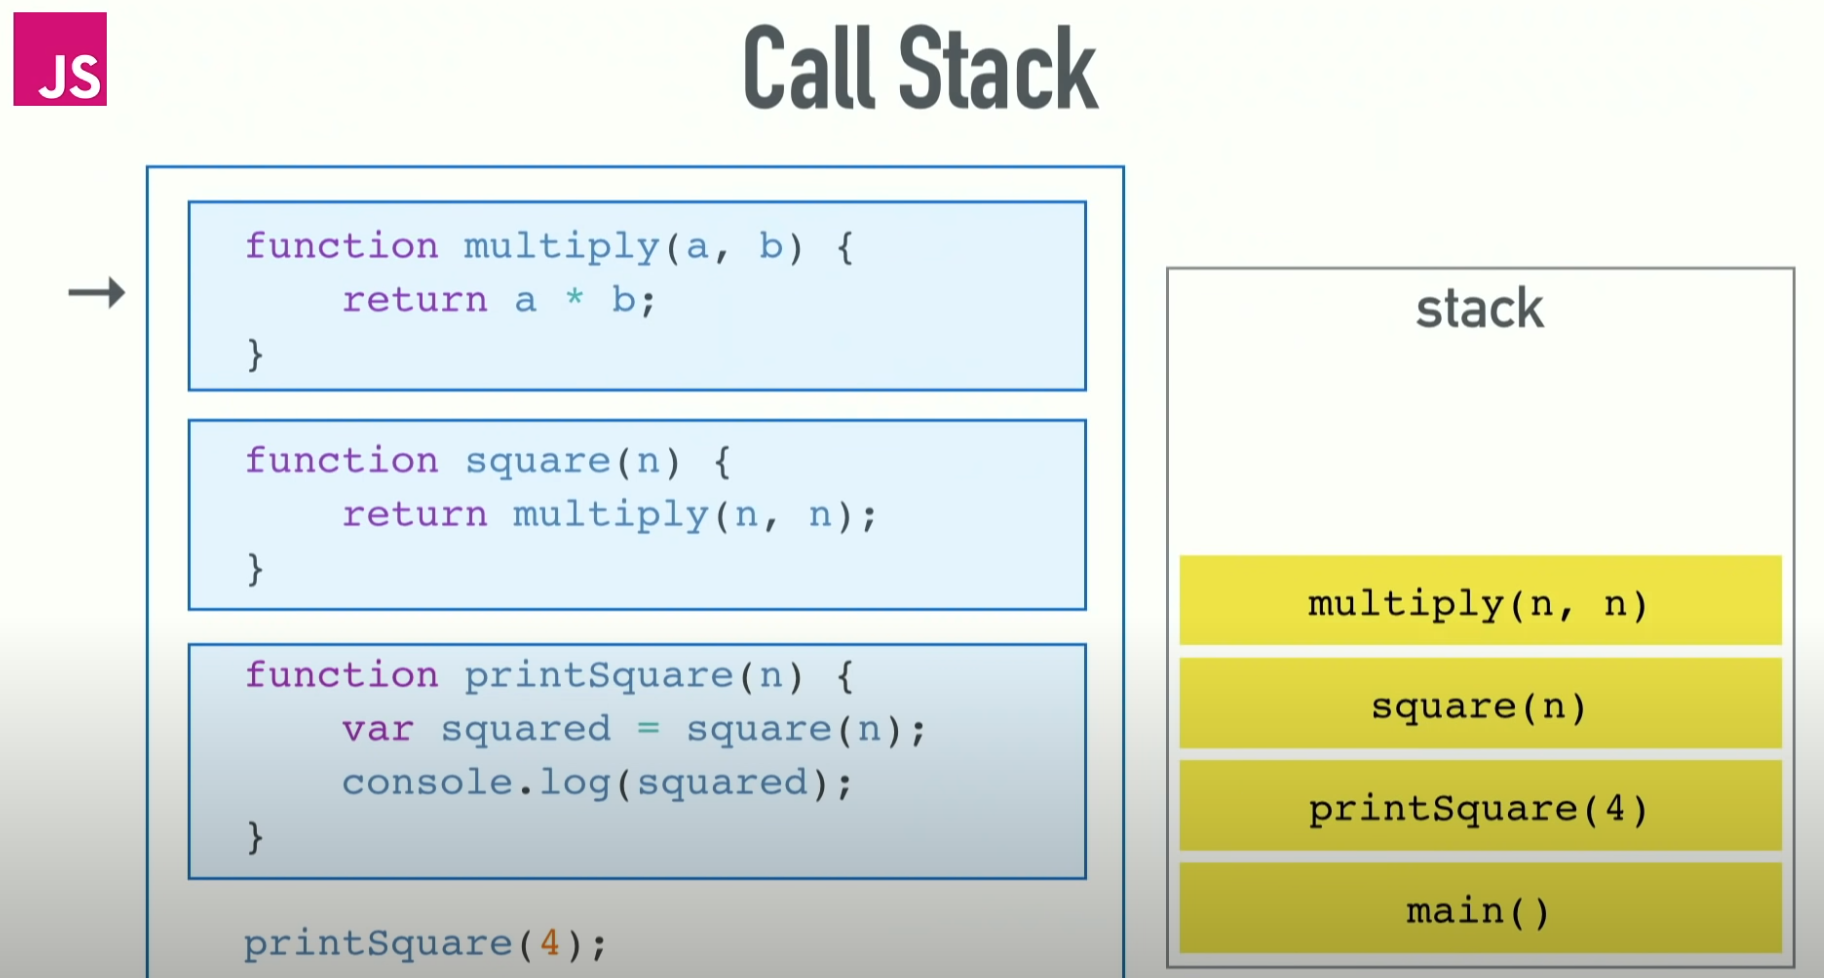 JS
Call Stack
function multiply(a, b) {
    return a * b;
}
function square(n) {
    return multiply(n, n);
}
function printSquare(n) {
    var squared = square(n);
    console.log(squared);
}
printSquare(4);
stack
multiply(n, n)
square(n)
printSquare(4)
main()